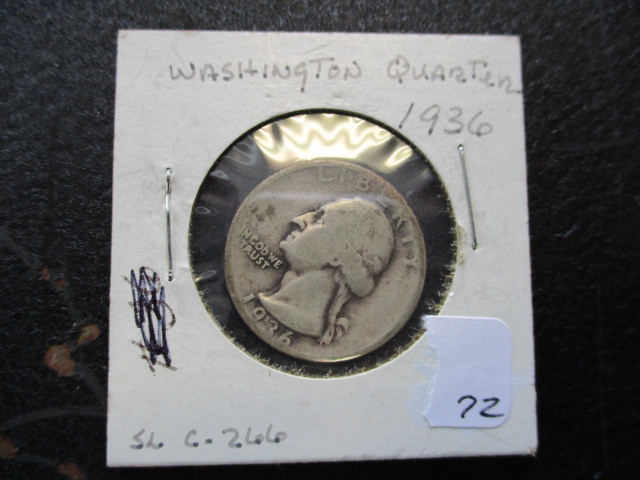 WASHINGTON QUARTER
1936
LIBERTY
IN GOD WE
TRUST
1936
72
SL C-266